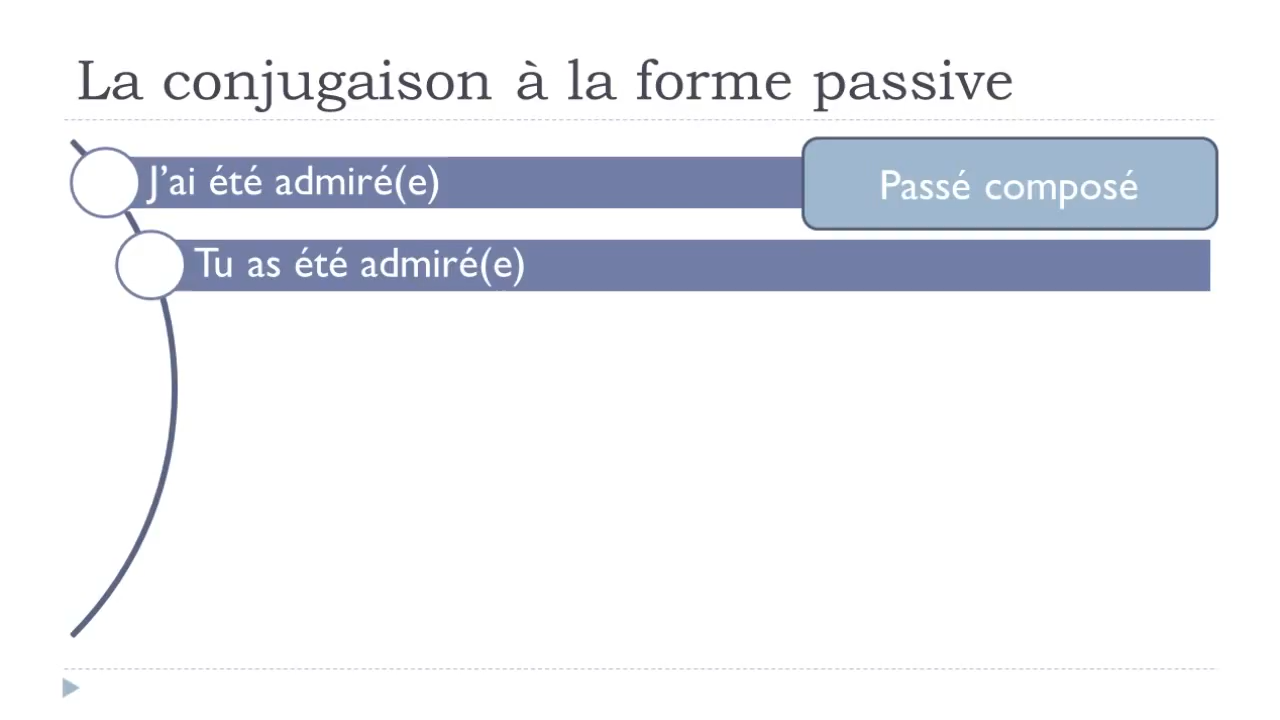 La conjugaison à la forme passive
J’ai été admiré(e)
Passé composé
Tu as été admiré(e)